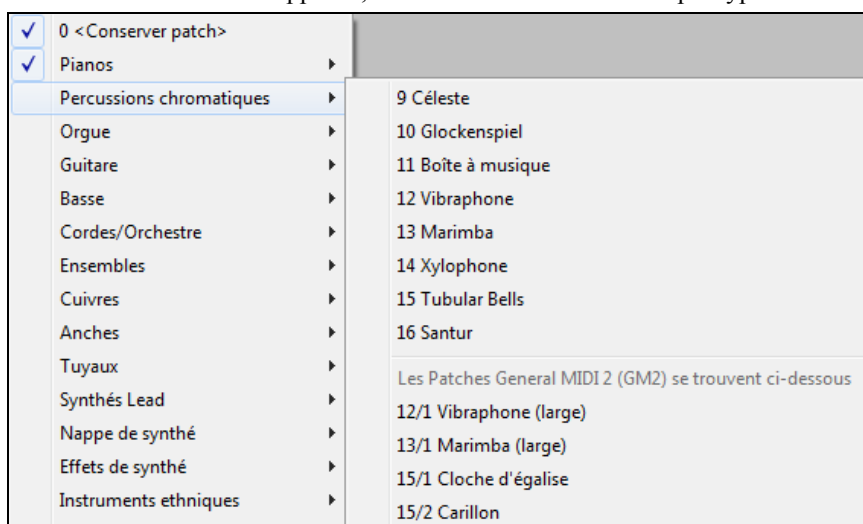 0 <Conserver patch>
Pianos
Percussions chromatiques
Orgue
Guitare
Basse
Cordes/Orchestre
Ensembles
Cuivres
Anches
Tuyaux
Synthés Lead
Nappe de synthé
Effets de synthé
Instruments ethniques
9 Céleste
10 Glockenspiel
11 Boîte à musique
12 Vibraphone
13 Marimba
14 Xylophone
15 Tubular Bells
16 Santur
Les Patches General MIDI 2 (GM2) se trouvent ci-dessous
12/1 Vibraphone (large)
13/1 Marimba (large)
15/1 Cloche d'égalise
15/2 Carillon